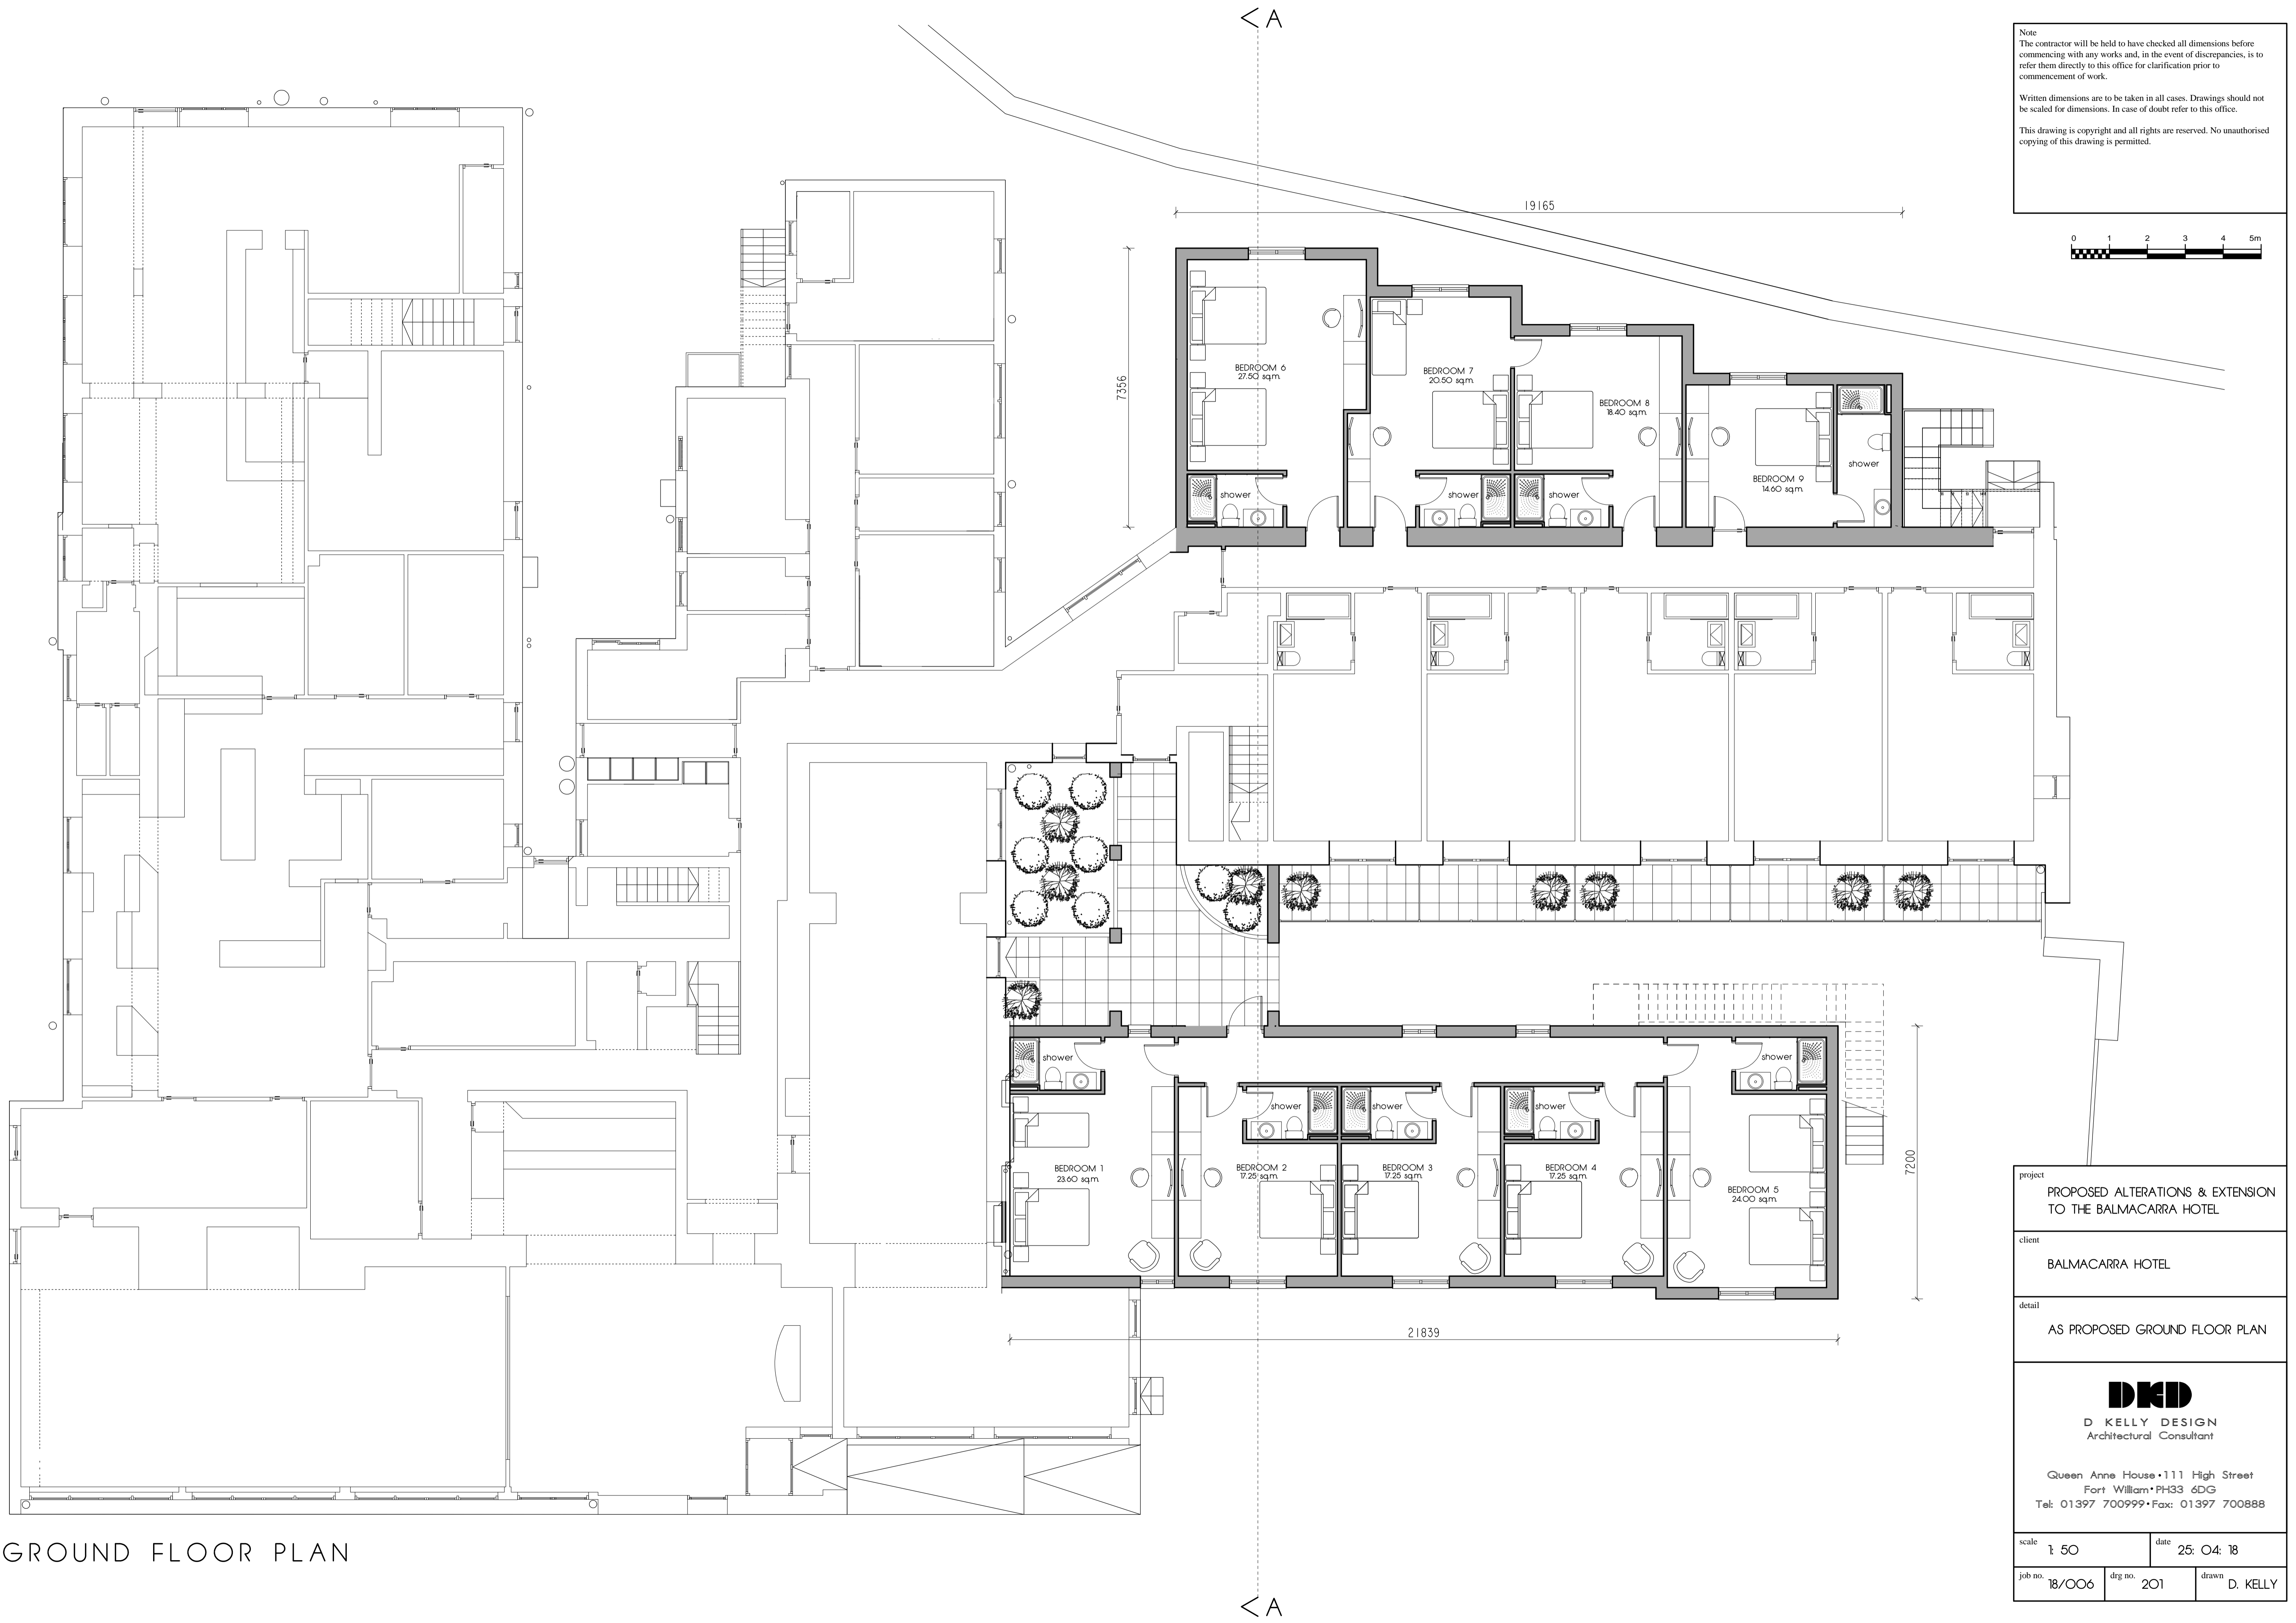 < A
Note
The contractor will be held to have checked all dimensions before
commencing with any works and, in the event of discrepancies, is to
refer them directly to this office for clarification prior to
commencement of work.
Written dimensions are to be taken in all cases. Drawings should not
be scaled for dimensions. In case of doubt refer to this office.
This drawing is copyright and all rights are reserved. No unauthorised
copying of this drawing is permitted.
0 1 2 3 4 5m
19165
7356
BEDROOM 6
27.50 sq.m.
BEDROOM 7
20.50 sq.m.
BEDROOM 8
18.40 sq.m.
BEDROOM 9
14.60 sq.m.
shower
shower
shower
shower
shower
shower
shower
shower
shower
BEDROOM 1
23.60 sq.m.
BEDROOM 2
17.25 sq.m.
BEDROOM 3
17.25 sq.m.
BEDROOM 4
17.25 sq.m.
BEDROOM 5
24.00 sq.m.
7200
21839
project
PROPOSED ALTERATIONS & EXTENSION
TO THE BALMACARRA HOTEL
client
BALMACARRA HOTEL
detail
AS PROPOSED GROUND FLOOR PLAN
DKD
D KELLY DESIGN
Architectural Consultant
Queen Anne House • 111 High Street
Fort William • PH33 6DG
Tel: 01397 700999 • Fax: 01397 700888
scale
1: 50
date
25: 04: 18
job no.
18/006
drg no.
201
drawn
D. KELLY
GROUND FLOOR PLAN
< A